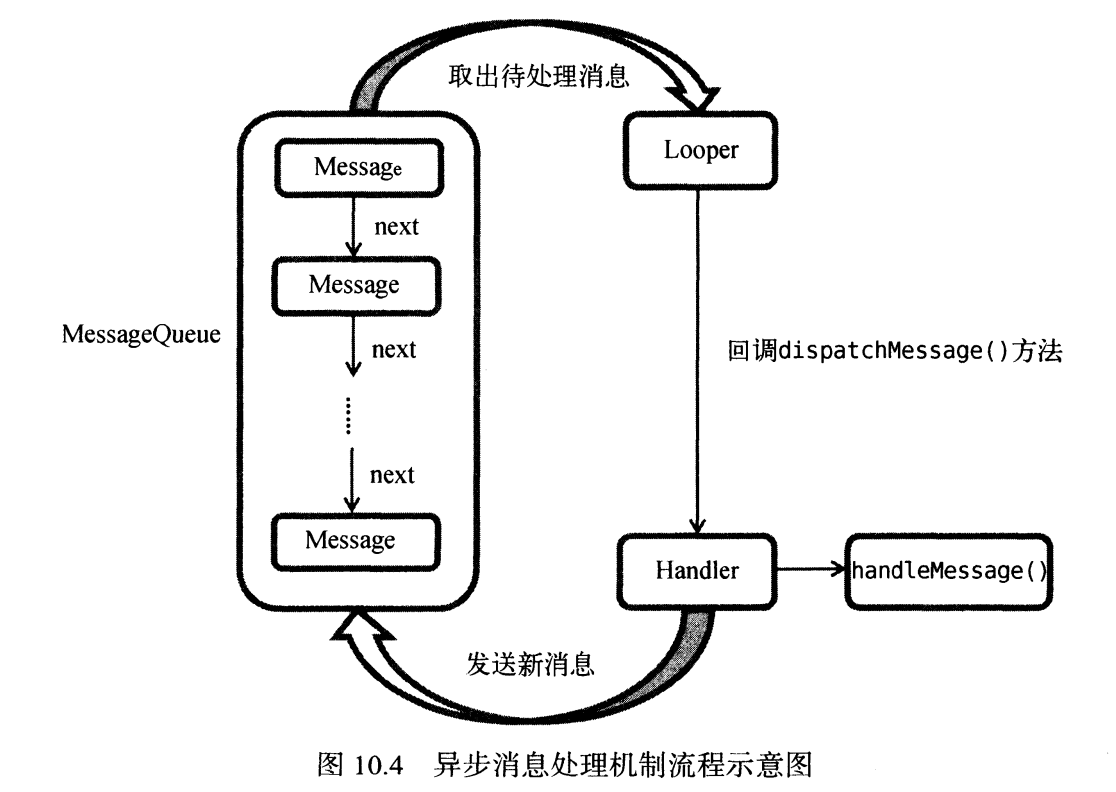 取出待处理消息
Looper
Message
next
Message
MessageQueue
next
回调dispatchMessage()方法
next
Message
Handler
handleMessage()
发送新消息
图 10.4 异步消息处理机制流程示意图